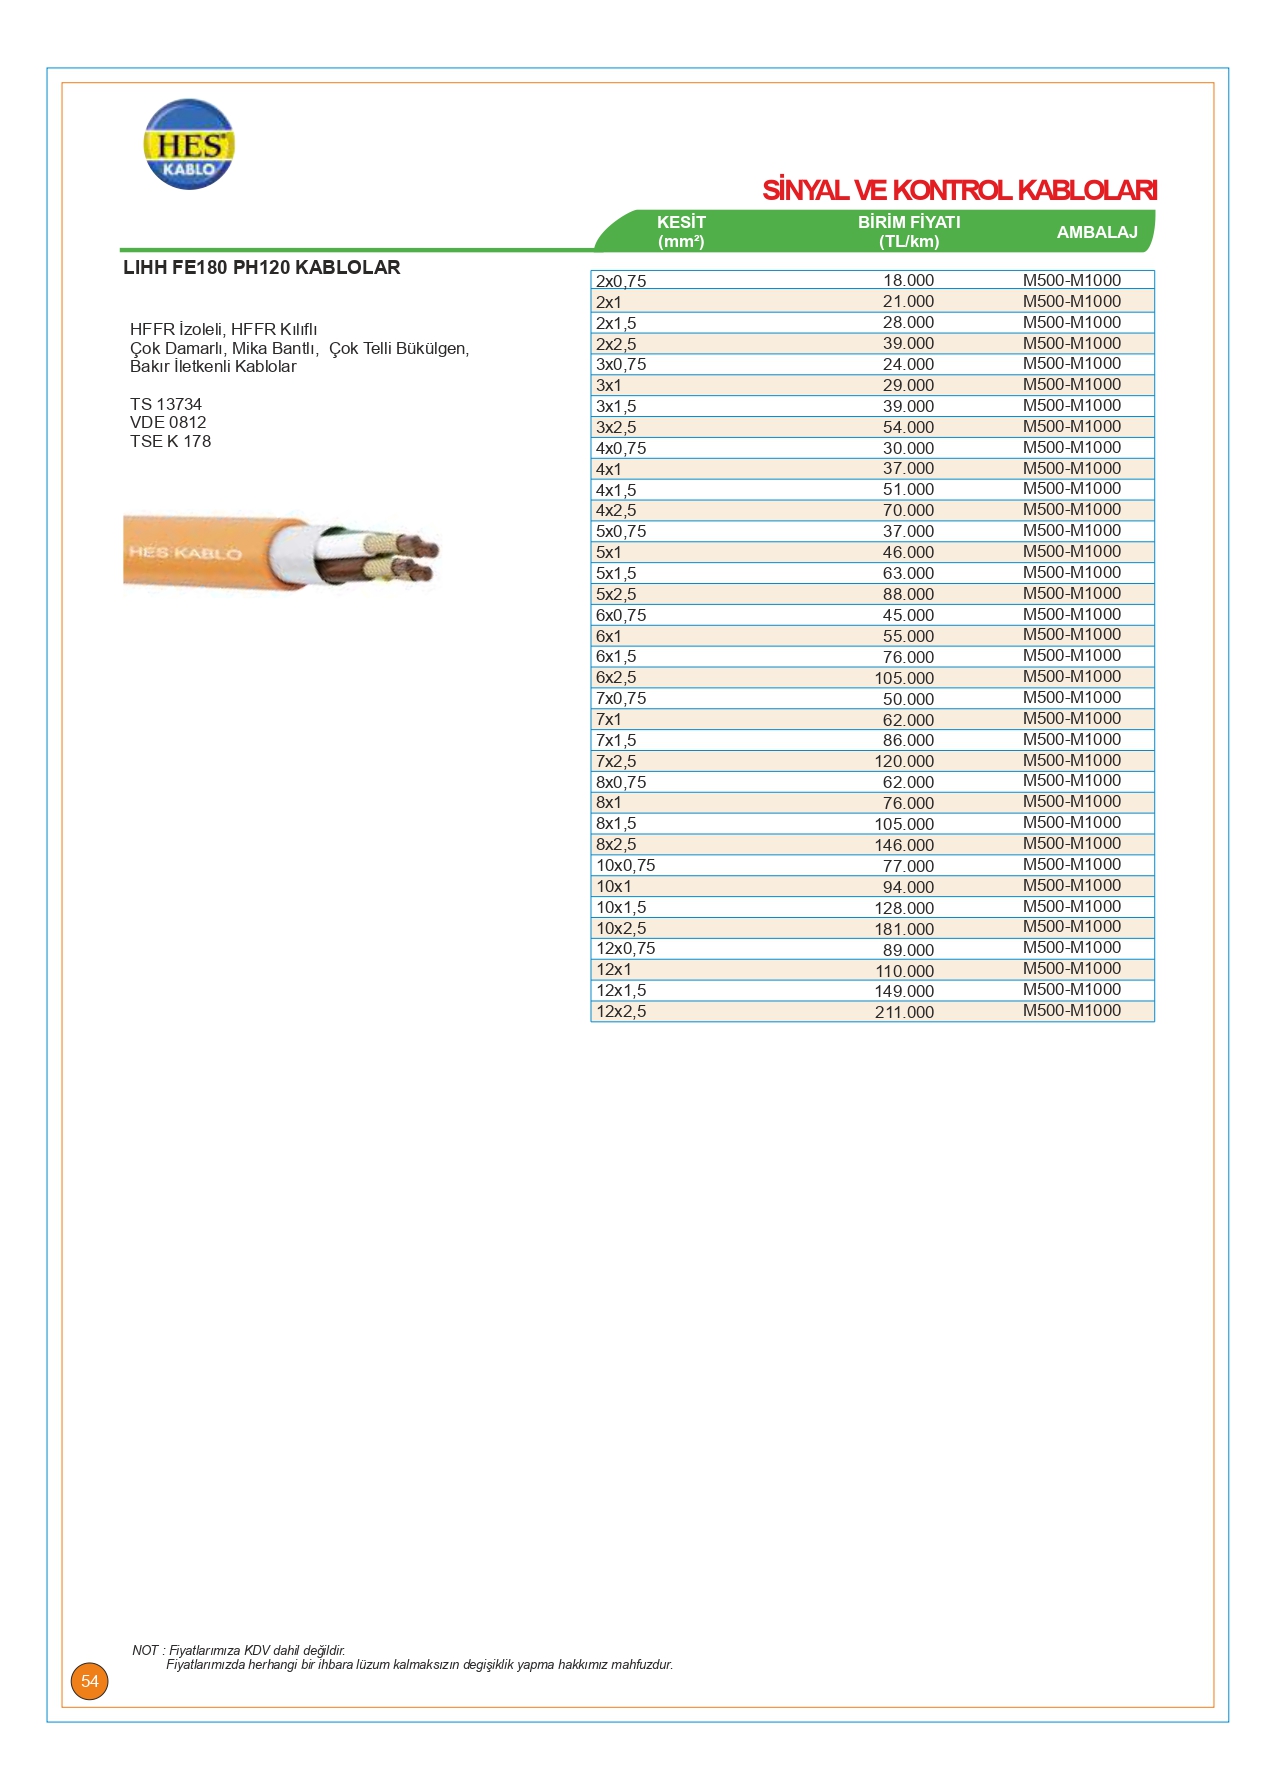 HES
KABLO
SİNYAL VE KONTROL KABLOLARI
KESİT (mm²) BİRİM FİYATI (TL/km) AMBALAJ
LIHH FE180 PH120 KABLOLAR
HFFR İzoleli, HFFR Kılıflı
Çok Damarlı, Mika Bantlı, Çok Telli Bükülgen,
Bakır İletkenli Kablolar
TS 13734
VDE 0812
TSE K 178
HES KABLO
2x0,75 18.000 M500-M1000
2x1 21.000 M500-M1000
2x1,5 28.000 M500-M1000
2x2,5 39.000 M500-M1000
3x0,75 24.000 M500-M1000
3x1 29.000 M500-M1000
3x1,5 39.000 M500-M1000
3x2,5 54.000 M500-M1000
4x0,75 30.000 M500-M1000
4x1 37.000 M500-M1000
4x1,5 51.000 M500-M1000
4x2,5 70.000 M500-M1000
5x0,75 37.000 M500-M1000
5x1 46.000 M500-M1000
5x1,5 63.000 M500-M1000
5x2,5 88.000 M500-M1000
6x0,75 45.000 M500-M1000
6x1 55.000 M500-M1000
6x1,5 76.000 M500-M1000
6x2,5 105.000 M500-M1000
7x0,75 50.000 M500-M1000
7x1 62.000 M500-M1000
7x1,5 86.000 M500-M1000
7x2,5 120.000 M500-M1000
8x0,75 62.000 M500-M1000
8x1 76.000 M500-M1000
8x1,5 105.000 M500-M1000
8x2,5 146.000 M500-M1000
10x0,75 77.000 M500-M1000
10x1 94.000 M500-M1000
10x1,5 128.000 M500-M1000
10x2,5 181.000 M500-M1000
12x0,75 89.000 M500-M1000
12x1 110.000 M500-M1000
12x1,5 149.000 M500-M1000
12x2,5 211.000 M500-M1000
NOT : Fiyatlarımıza KDV dahil değildir.
Fiyatlarımızda herhangi bir ihbara lüzum kalmaksızın degişiklik yapma hakkımız mahfuzdur.
54